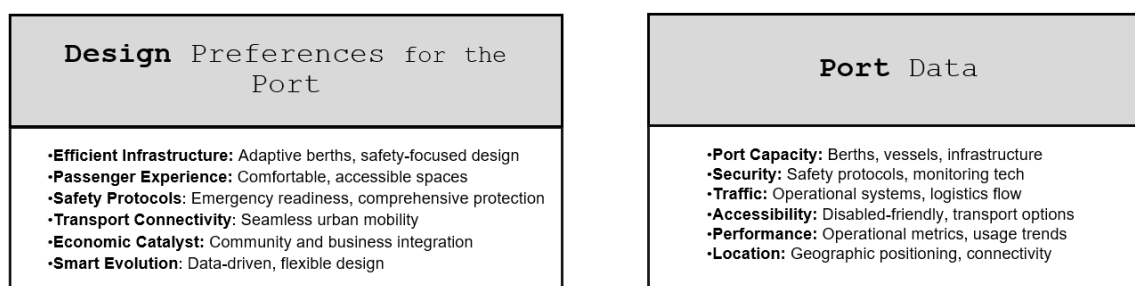 Design Preferences for the
Port
•Efficient Infrastructure: Adaptive berths, safety-focused design
•Passenger Experience: Comfortable, accessible spaces
•Safety Protocols: Emergency readiness, comprehensive protection
•Transport Connectivity: Seamless urban mobility
•Economic Catalyst: Community and business integration
•Smart Evolution: Data-driven, flexible design
Port Data
•Port Capacity: Berths, vessels, infrastructure
•Security: Safety protocols, monitoring tech
•Traffic: Operational systems, logistics flow
•Accessibility: Disabled-friendly, transport options
•Performance: Operational metrics, usage trends
•Location: Geographic positioning, connectivity